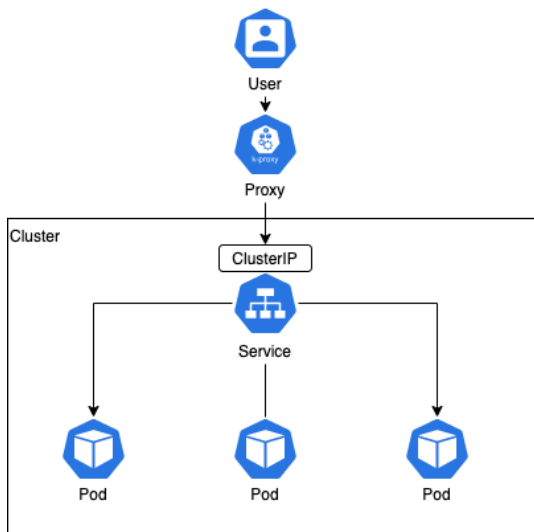 User
k-proxy
Proxy
Cluster
ClusterIP
Service
Pod
Pod
Pod